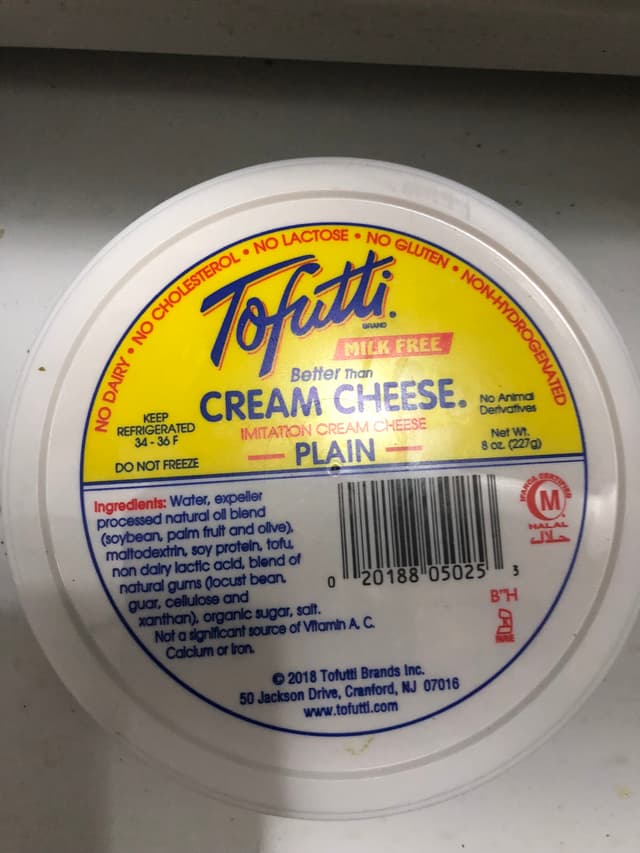 NO DAIRY • NO CHOLESTEROL • NO LACTOSE • NO GLUTEN • NON-HYDROGENATED
Tofutti.
BRAND
MILK FREE
Better Than
CREAM CHEESE.
IMITATION CREAM CHEESE
PLAIN
KEEP
REFRIGERATED
34 - 36 F
DO NOT FREEZE
No Animal
Derivatives
Net Wt.
8 oz. (227g)
Ingredients: Water, expeller
processed natural oil blend
(soybean, palm fruit and olive),
maltodextrin, soy protein, tofu,
non dairy lactic acid, blend of
natural gums (locust bean,
guar, cellulose and
xanthan), organic sugar, salt.
Not a significant source of Vitamin A, C,
Calcium or Iron.
0 20188 05025 3
CERTIFIED
M
HALAL
حلال
B"H
© 2018 Tofutti Brands Inc.
50 Jackson Drive, Cranford, NJ 07016
www.tofutti.com